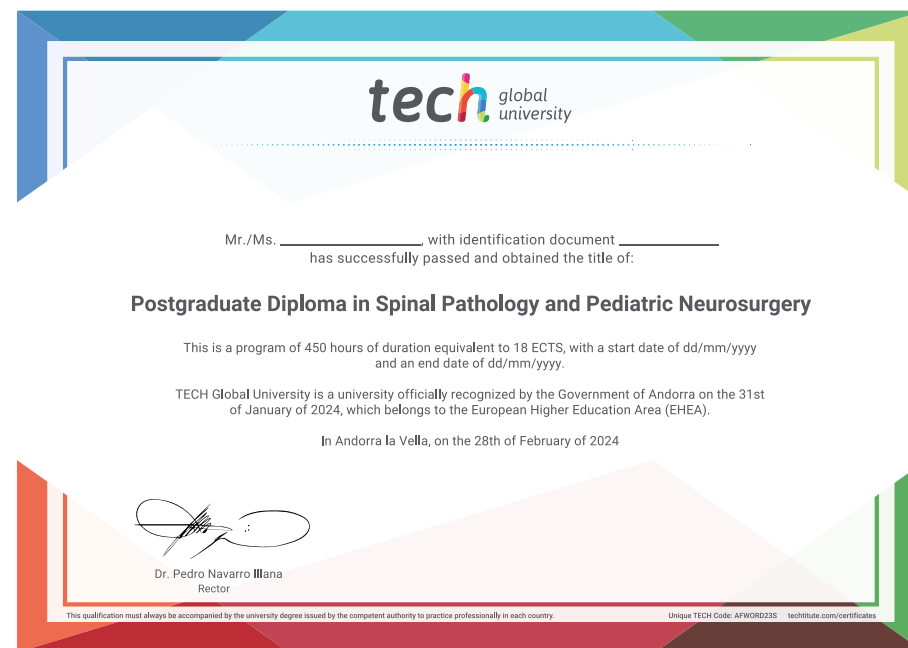 tech global university
Mr./Ms. ____________________, with identification document ______________
has successfully passed and obtained the title of:
Postgraduate Diploma in Spinal Pathology and Pediatric Neurosurgery
This is a program of 450 hours of duration equivalent to 18 ECTS, with a start date of dd/mm/yyyy
and an end date of dd/mm/yyyy.
TECH Global University is a university officially recognized by the Government of Andorra on the 31st
of January of 2024, which belongs to the European Higher Education Area (EHEA).
In Andorra la Vella, on the 28th of February of 2024
Dr. Pedro Navarro Illana
Rector
This qualification must always be accompanied by the university degree issued by the competent authority to practice professionally in each country. Unique TECH Code: AFWORD23S techtitute.com/certificates